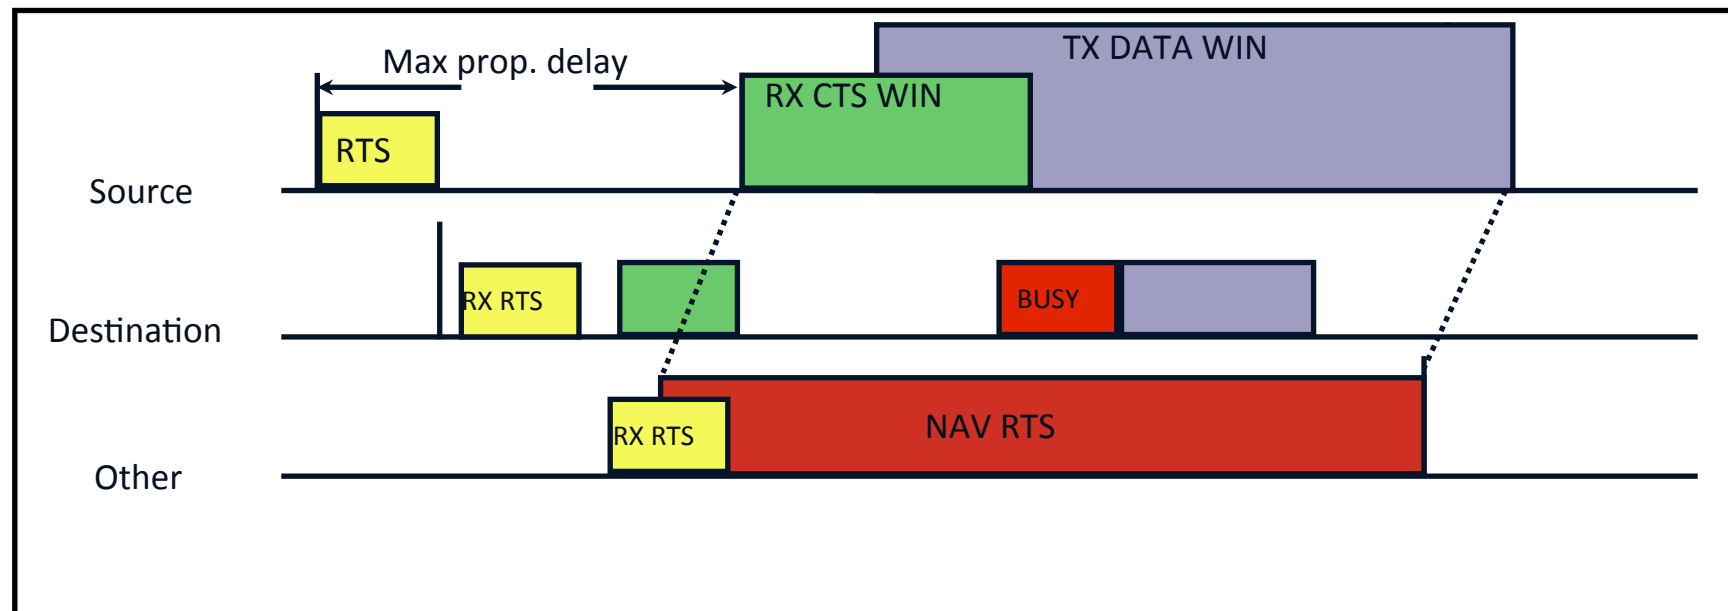 TX DATA WIN
Max prop. delay
RX CTS WIN
RTS
Source
RX RTS
BUSY
Destination
NAV RTS
RX RTS
Other